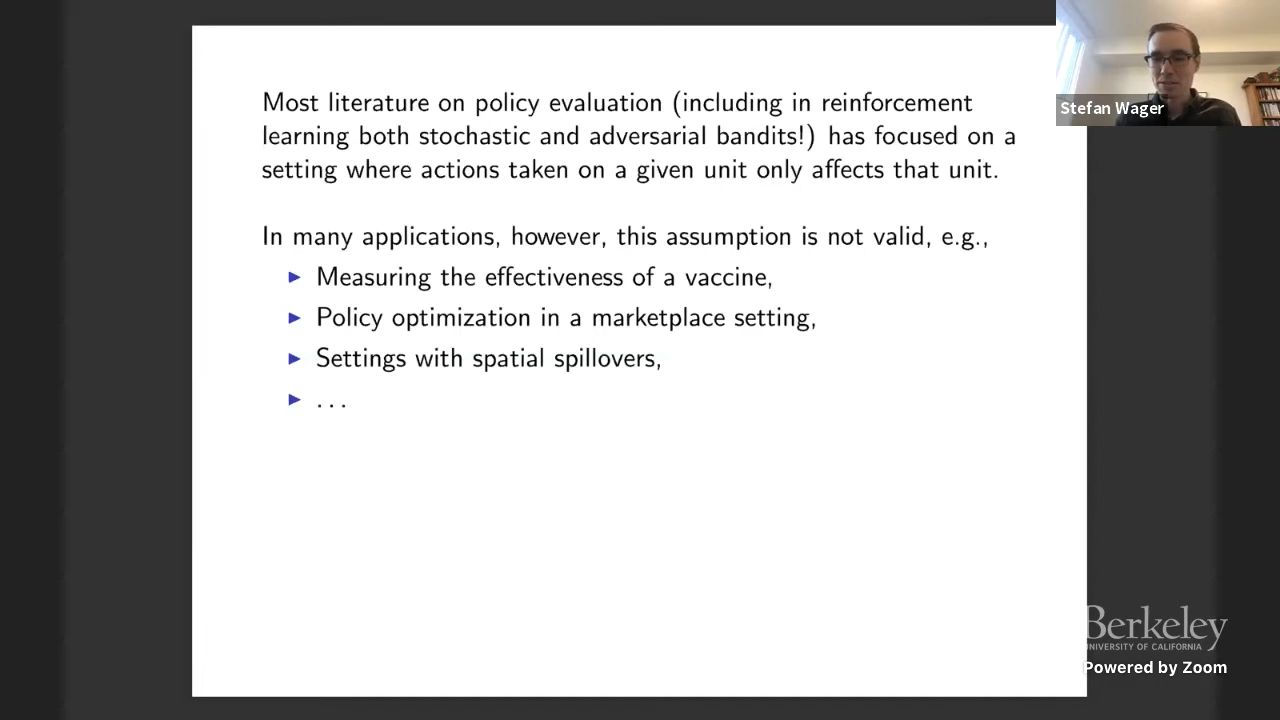 Most literature on policy evaluation (including in reinforcement
learning both stochastic and adversarial bandits!) has focused on a
setting where actions taken on a given unit only affects that unit.
In many applications, however, this assumption is not valid, e.g.,
▶ Measuring the effectiveness of a vaccine,
▶ Policy optimization in a marketplace setting,
▶ Settings with spatial spillovers,
▶ . . .
Stefan Wager
Berkeley
UNIVERSITY OF CALIFORNIA
Powered by Zoom